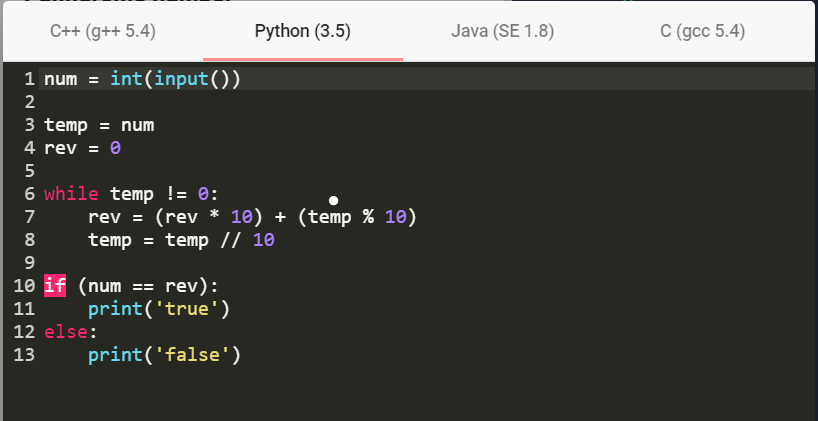 C++ (g++ 5.4) Python (3.5) Java (SE 1.8) C (gcc 5.4)
1 num = int(input())
2
3 temp = num
4 rev = 0
5
6 while temp != 0:
7     rev = (rev * 10) + (temp % 10)
8     temp = temp // 10
9
10 if (num == rev):
11     print('true')
12 else:
13     print('false')